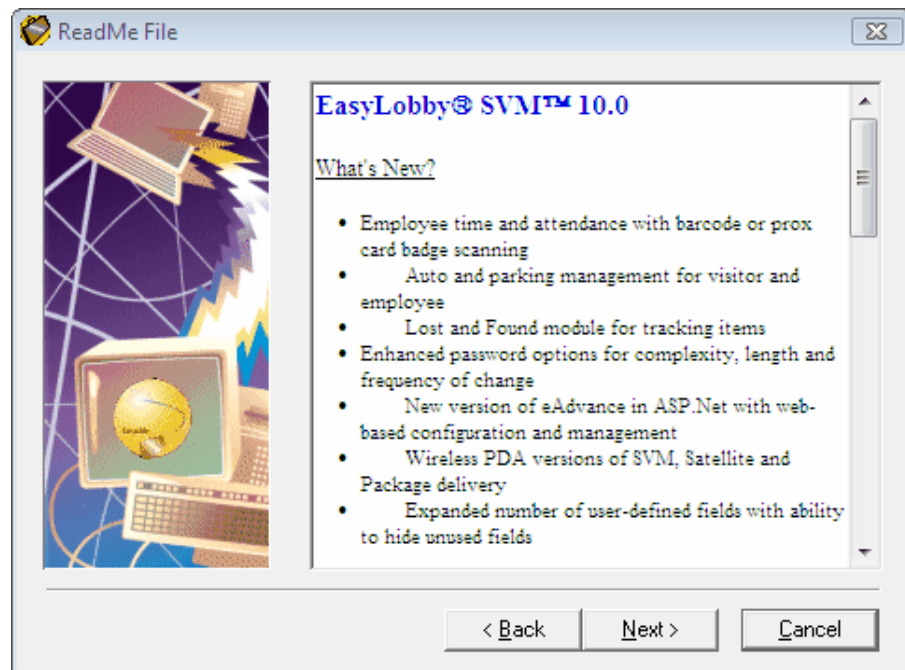 ReadMe File
EasyLobby® SVM™ 10.0
What's New?
• Employee time and attendance with barcode or prox
card badge scanning
• Auto and parking management for visitor and
employee
• Lost and Found module for tracking items
• Enhanced password options for complexity, length and
frequency of change
• New version of eAdvance in ASP.Net with web-
based configuration and management
• Wireless PDA versions of SVM, Satellite and
Package delivery
• Expanded number of user-defined fields with ability
to hide unused fields
< Back
Next >
Cancel